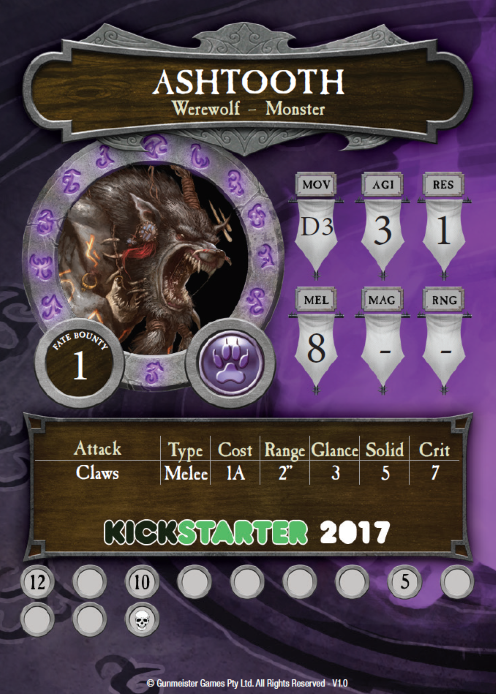 ASHTOOTH
Werewolf – Monster
MOV AGI RES
D3 3 1
MEL MAG RNG
8 - -
FATE BOUNTY
1
Attack Type Cost Range Glance Solid Crit
Claws Melee 1A 2" 3 5 7
KICKSTARTER 2017
12 10 5
© Gunmeister Games Pty Ltd. All Rights Reserved - V1.0